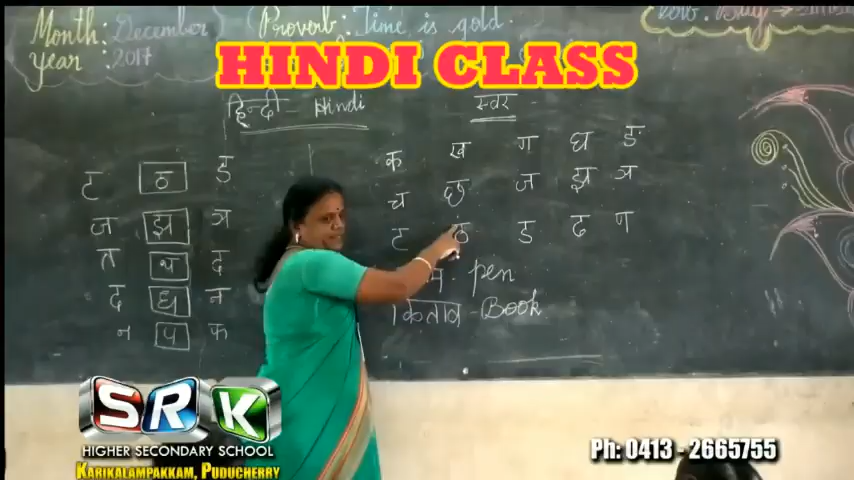 Month: December
year : 2017
Proverb: Time is gold.
HINDI CLASS
हिन्दी - Hindi
स्वर
क ख ग घ ङ
च छ ज झ ञ
ट ठ ड ढ ण
- pen
किताब - Book
ट ठ ड
ज झ ञ
त थ द
द ध न
न प फ
SRK
HIGHER SECONDARY SCHOOL
KARIKALAMPAKKAM, PUDUCHERRY
Ph: 0413 - 2665755